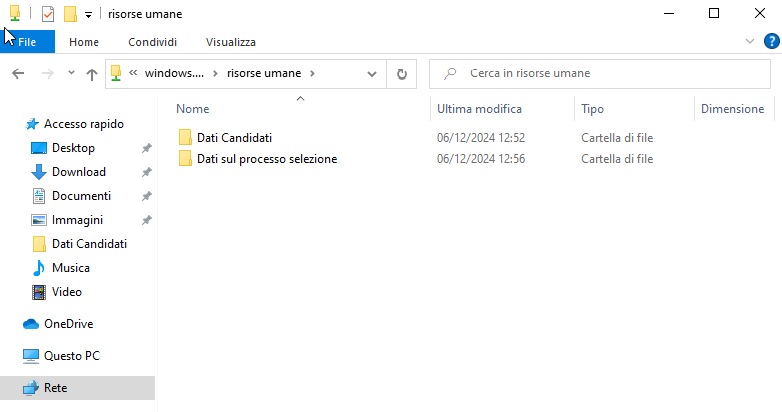 risorse umane
File Home Condividi Visualizza
« windows.... > risorse umane > Cerca in risorse umane
Nome Ultima modifica Tipo Dimensione
Accesso rapido
Desktop
Download
Documenti
Immagini
Dati Candidati
Musica
Video
OneDrive
Questo PC
Rete
Dati Candidati 06/12/2024 12:52 Cartella di file
Dati sul processo selezione 06/12/2024 12:56 Cartella di file